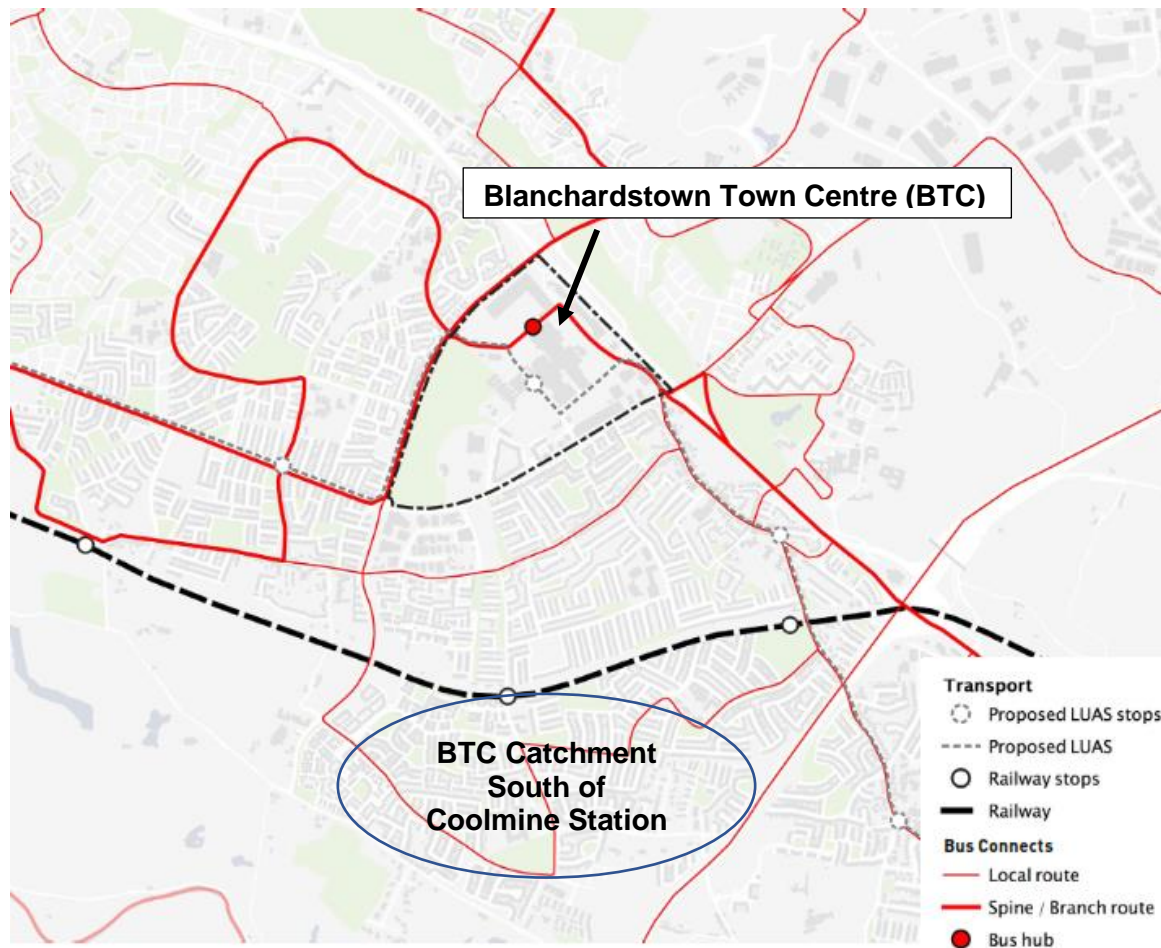 Blanchardstown Town Centre (BTC)
BTC Catchment
South of
Coolmine Station
Transport
Proposed LUAS stops
Proposed LUAS
Railway stops
Railway
Bus Connects
Local route
Spine / Branch route
Bus hub